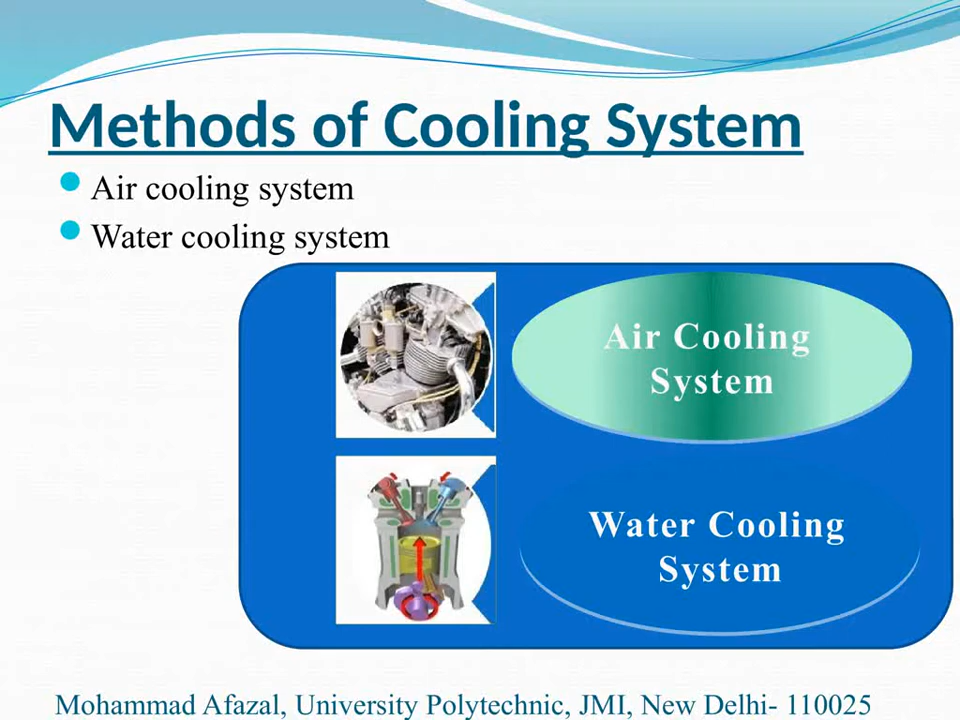 Methods of Cooling System
Air cooling system
Water cooling system
Air Cooling
System
Water Cooling
System
Mohammad Afazal, University Polytechnic, JMI, New Delhi- 110025